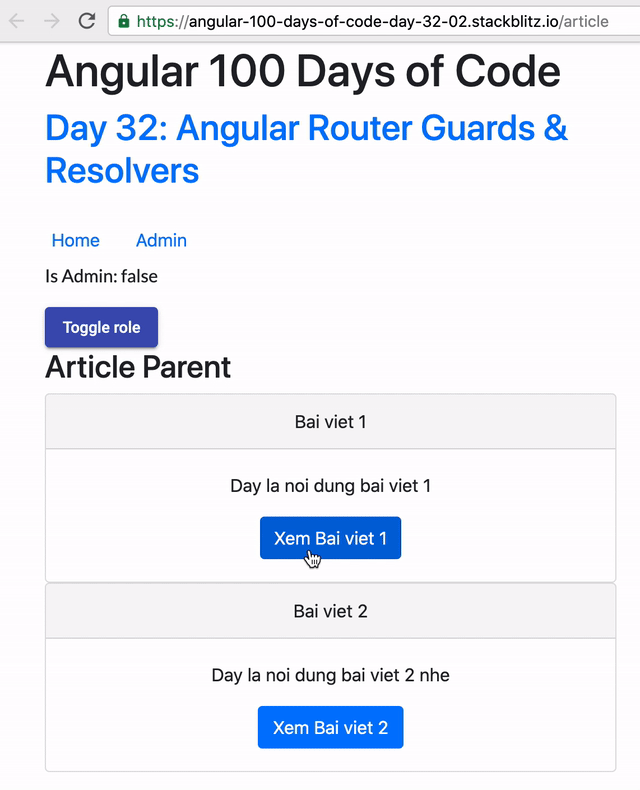 https://angular-100-days-of-code-day-32-02.stackblitz.io/article
Angular 100 Days of Code
Day 32: Angular Router Guards &
Resolvers
Home Admin
Is Admin: false
Toggle role
Article Parent
Bai viet 1
Day la noi dung bai viet 1
Xem Bai viet 1
Bai viet 2
Day la noi dung bai viet 2 nhe
Xem Bai viet 2